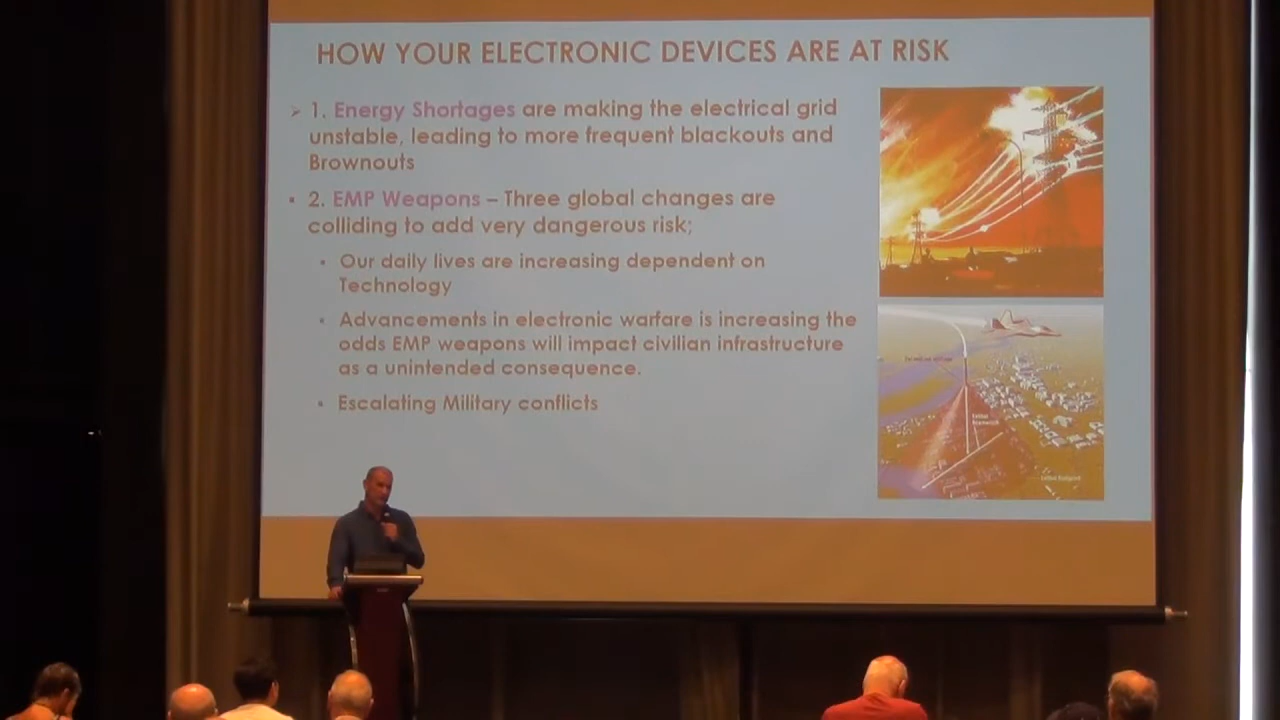 HOW YOUR ELECTRONIC DEVICES ARE AT RISK
➢ 1. Energy Shortages are making the electrical grid
unstable, leading to more frequent blackouts and
Brownouts
▪ 2. EMP Weapons – Three global changes are
colliding to add very dangerous risk;
▪ Our daily lives are increasing dependent on
Technology
▪ Advancements in electronic warfare is increasing the
odds EMP weapons will impact civilian infrastructure
as a unintended consequence.
▪ Escalating Military conflicts
Lethal Footprint